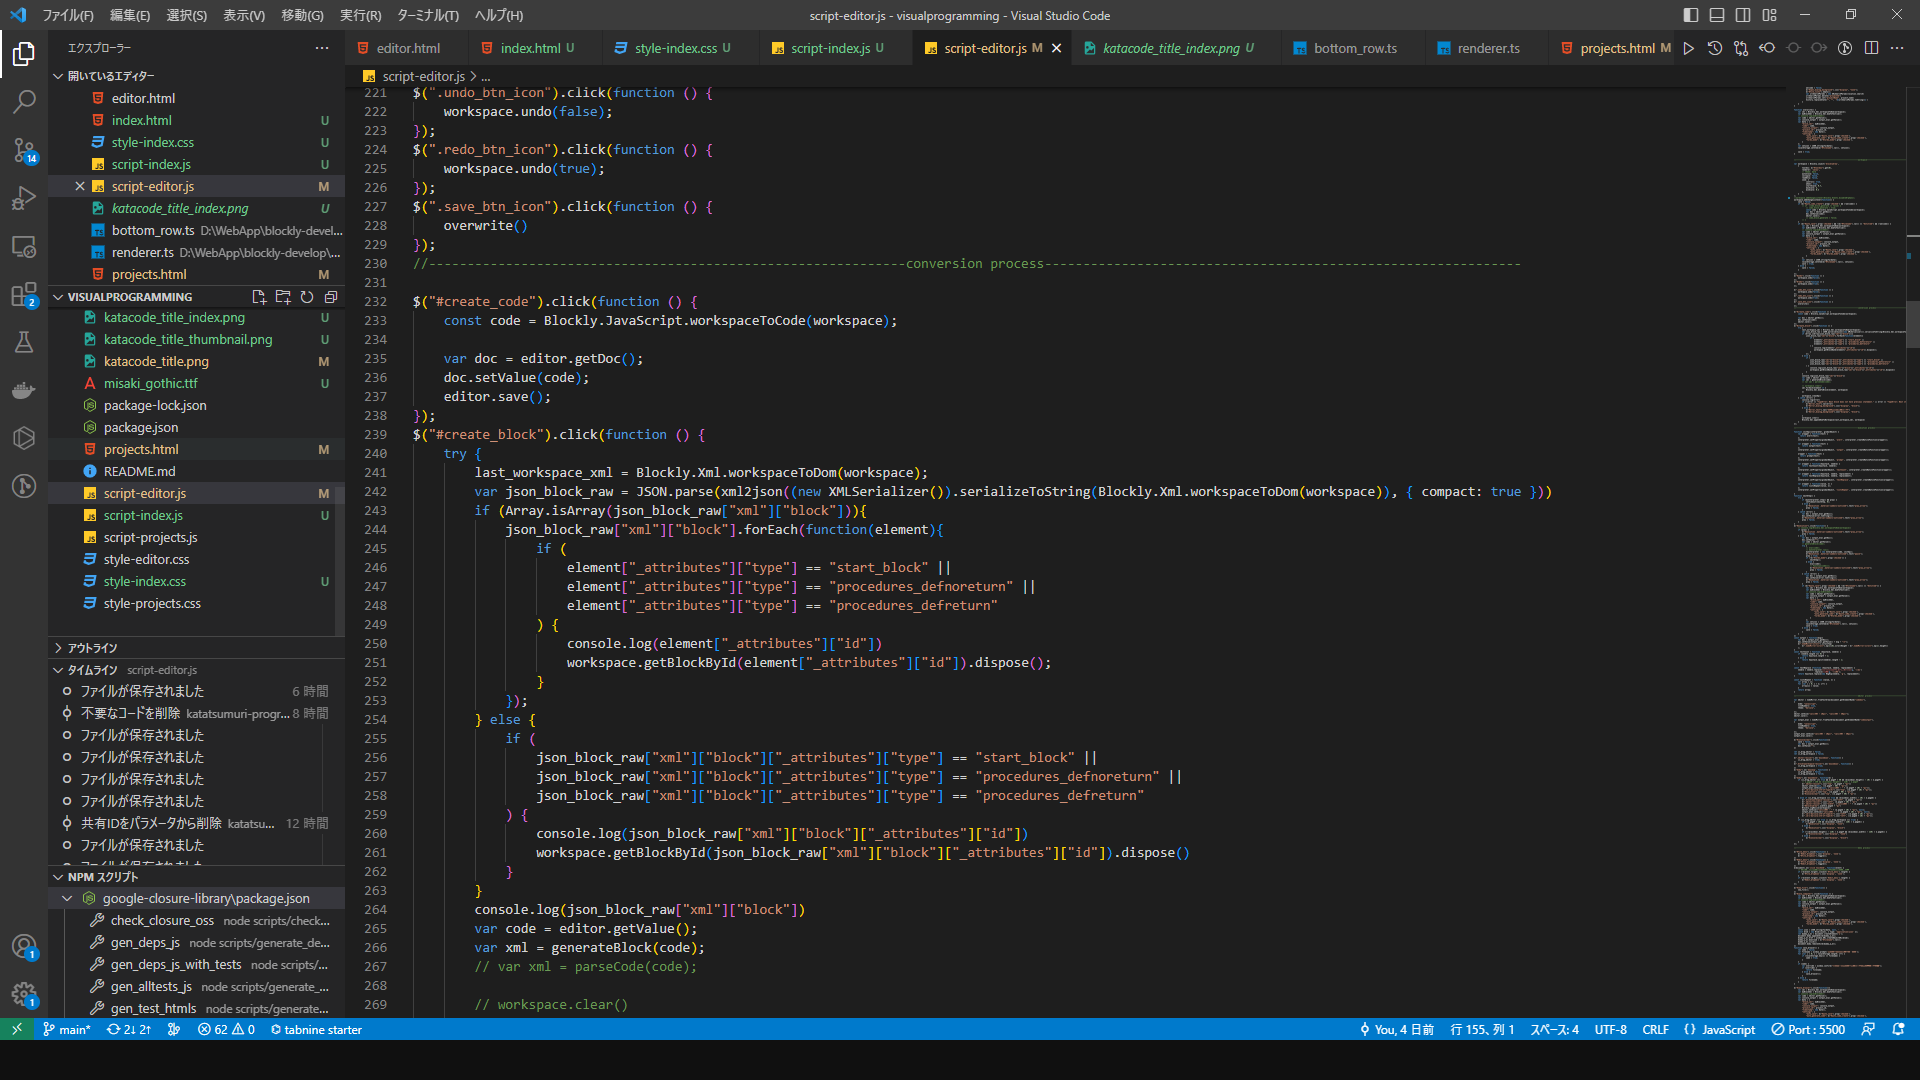 ファイル(F) 編集(E) 選択(S) 表示(V) 移動(G) 実行(R) ターミナル(T) ヘルプ(H)
script-editor.js - visualprogramming - Visual Studio Code
エクスプローラー
開いているエディター
editor.html
index.html U
style-index.css U
script-index.js U
script-editor.js M
katacode_title_index.png U
bottom_row.ts D:\WebApp\blockly-devel...
renderer.ts D:\WebApp\blockly-develop\...
projects.html M
VISUALPROGRAMMING
katacode_title_index.png U
katacode_title_thumbnail.png U
katacode_title.png M
misaki_gothic.ttf U
package-lock.json
package.json
projects.html M
README.md
script-editor.js M
script-index.js U
script-projects.js
style-editor.css
style-index.css U
style-projects.css
アウトライン
タイムライン script-editor.js
ファイルが保存されました 6 時間
不要なコードを削除 katatsumuri-progr... 8 時間
ファイルが保存されました
ファイルが保存されました
ファイルが保存されました
ファイルが保存されました
共有IDをパラメータから削除 katatsu... 12 時間
ファイルが保存されました
ファイルが保存されました
NPM スクリプト
google-closure-library\package.json
check_closure_oss node scripts/check...
gen_deps_js node scripts/generate_de...
gen_deps_js_with_tests node scripts/...
gen_alltests_js node scripts/generate_...
gen_test_htmls node scripts/generate...
14
2
1
1
editor.html
index.html U
style-index.css U
script-index.js U
script-editor.js M
katacode_title_index.png U
bottom_row.ts
renderer.ts
projects.html M
script-editor.js > ...
221 $(".undo_btn_icon").click(function () {
222 workspace.undo(false);
223 });
224 $(".redo_btn_icon").click(function () {
225 workspace.undo(true);
226 });
227 $(".save_btn_icon").click(function () {
228 overwrite()
229 });
230 //--------------------------------------------------------------conversion process--------------------------------------------------------------
231
232 $("#create_code").click(function () {
233 const code = Blockly.JavaScript.workspaceToCode(workspace);
234
235 var doc = editor.getDoc();
236 doc.setValue(code);
237 editor.save();
238 });
239 $("#create_block").click(function () {
240 try {
241 last_workspace_xml = Blockly.Xml.workspaceToDom(workspace);
242 var json_block_raw = JSON.parse(xml2json((new XMLSerializer()).serializeToString(Blockly.Xml.workspaceToDom(workspace)), { compact: true }))
243 if (Array.isArray(json_block_raw["xml"]["block"])){
244 json_block_raw["xml"]["block"].forEach(function(element){
245 if (
246 element["_attributes"]["type"] == "start_block" ||
247 element["_attributes"]["type"] == "procedures_defnoreturn" ||
248 element["_attributes"]["type"] == "procedures_defreturn"
249 ) {
250 console.log(element["_attributes"]["id"])
251 workspace.getBlockById(element["_attributes"]["id"]).dispose();
252 }
253 });
254 } else {
255 if (
256 json_block_raw["xml"]["block"]["_attributes"]["type"] == "start_block" ||
257 json_block_raw["xml"]["block"]["_attributes"]["type"] == "procedures_defnoreturn" ||
258 json_block_raw["xml"]["block"]["_attributes"]["type"] == "procedures_defreturn"
259 ) {
260 console.log(json_block_raw["xml"]["block"]["_attributes"]["id"])
261 workspace.getBlockById(json_block_raw["xml"]["block"]["_attributes"]["id"]).dispose()
262 }
263 }
264 console.log(json_block_raw["xml"]["block"])
265 var code = editor.getValue();
266 var xml = generateBlock(code);
267 // var xml = parseCode(code);
268
269 // workspace.clear()
main* 2↓ 2↑ 62 0 tabnine starter
You, 4 日前 行 155、列 1 スペース: 4 UTF-8 CRLF {} JavaScript Port : 5500